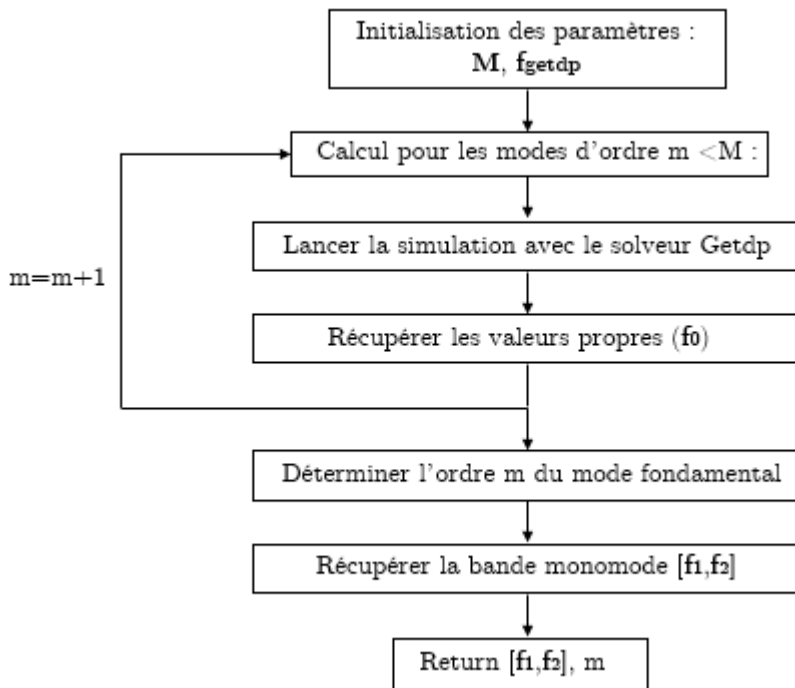 Initialisation des paramètres :
M, fgetdp
Calcul pour les modes d'ordre m <M :
Lancer la simulation avec le solveur Getdp
m=m+1
Récupérer les valeurs propres (f0)
Déterminer l'ordre m du mode fondamental
Récupérer la bande monomode [f1,f2]
Return [f1,f2], m